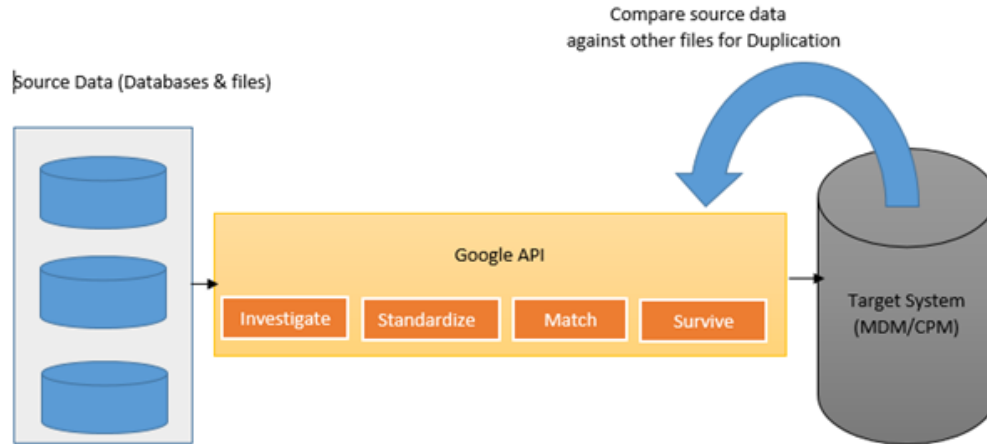 Compare source data
against other files for Duplication
Source Data (Databases & files)
Google API
Investigate
Standardize
Match
Survive
Target System
(MDM/CPM)